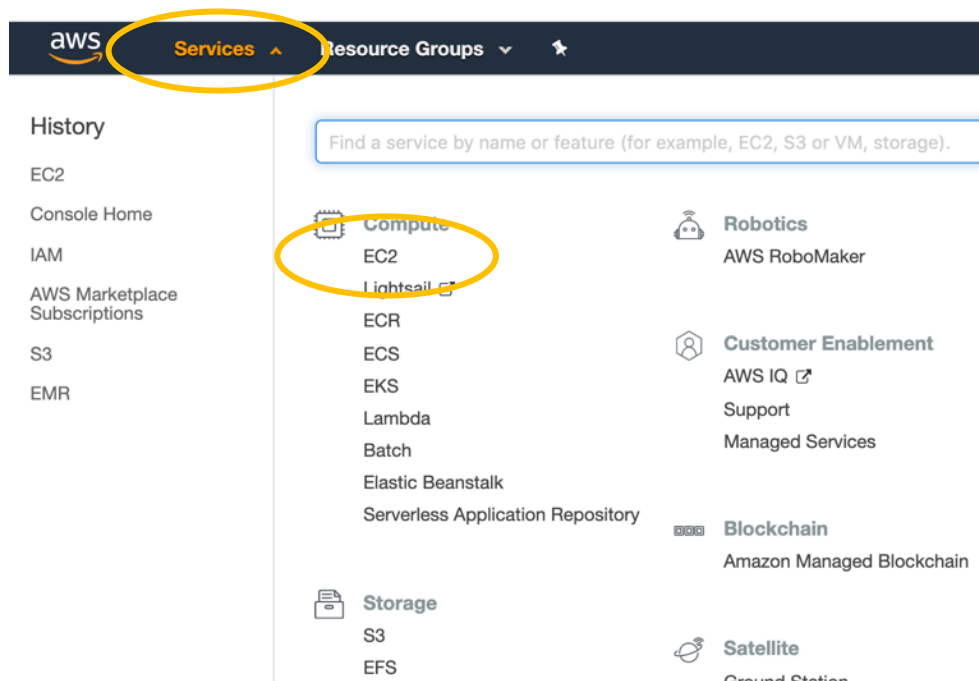 aws
Services
Resource Groups
History
EC2
Console Home
IAM
AWS Marketplace
Subscriptions
S3
EMR
Find a service by name or feature (for example, EC2, S3 or VM, storage).
Compute
EC2
Lightsail
ECR
ECS
EKS
Lambda
Batch
Elastic Beanstalk
Serverless Application Repository
Storage
S3
EFS
Robotics
AWS RoboMaker
Customer Enablement
AWS IQ
Support
Managed Services
Blockchain
Amazon Managed Blockchain
Satellite
Ground Station